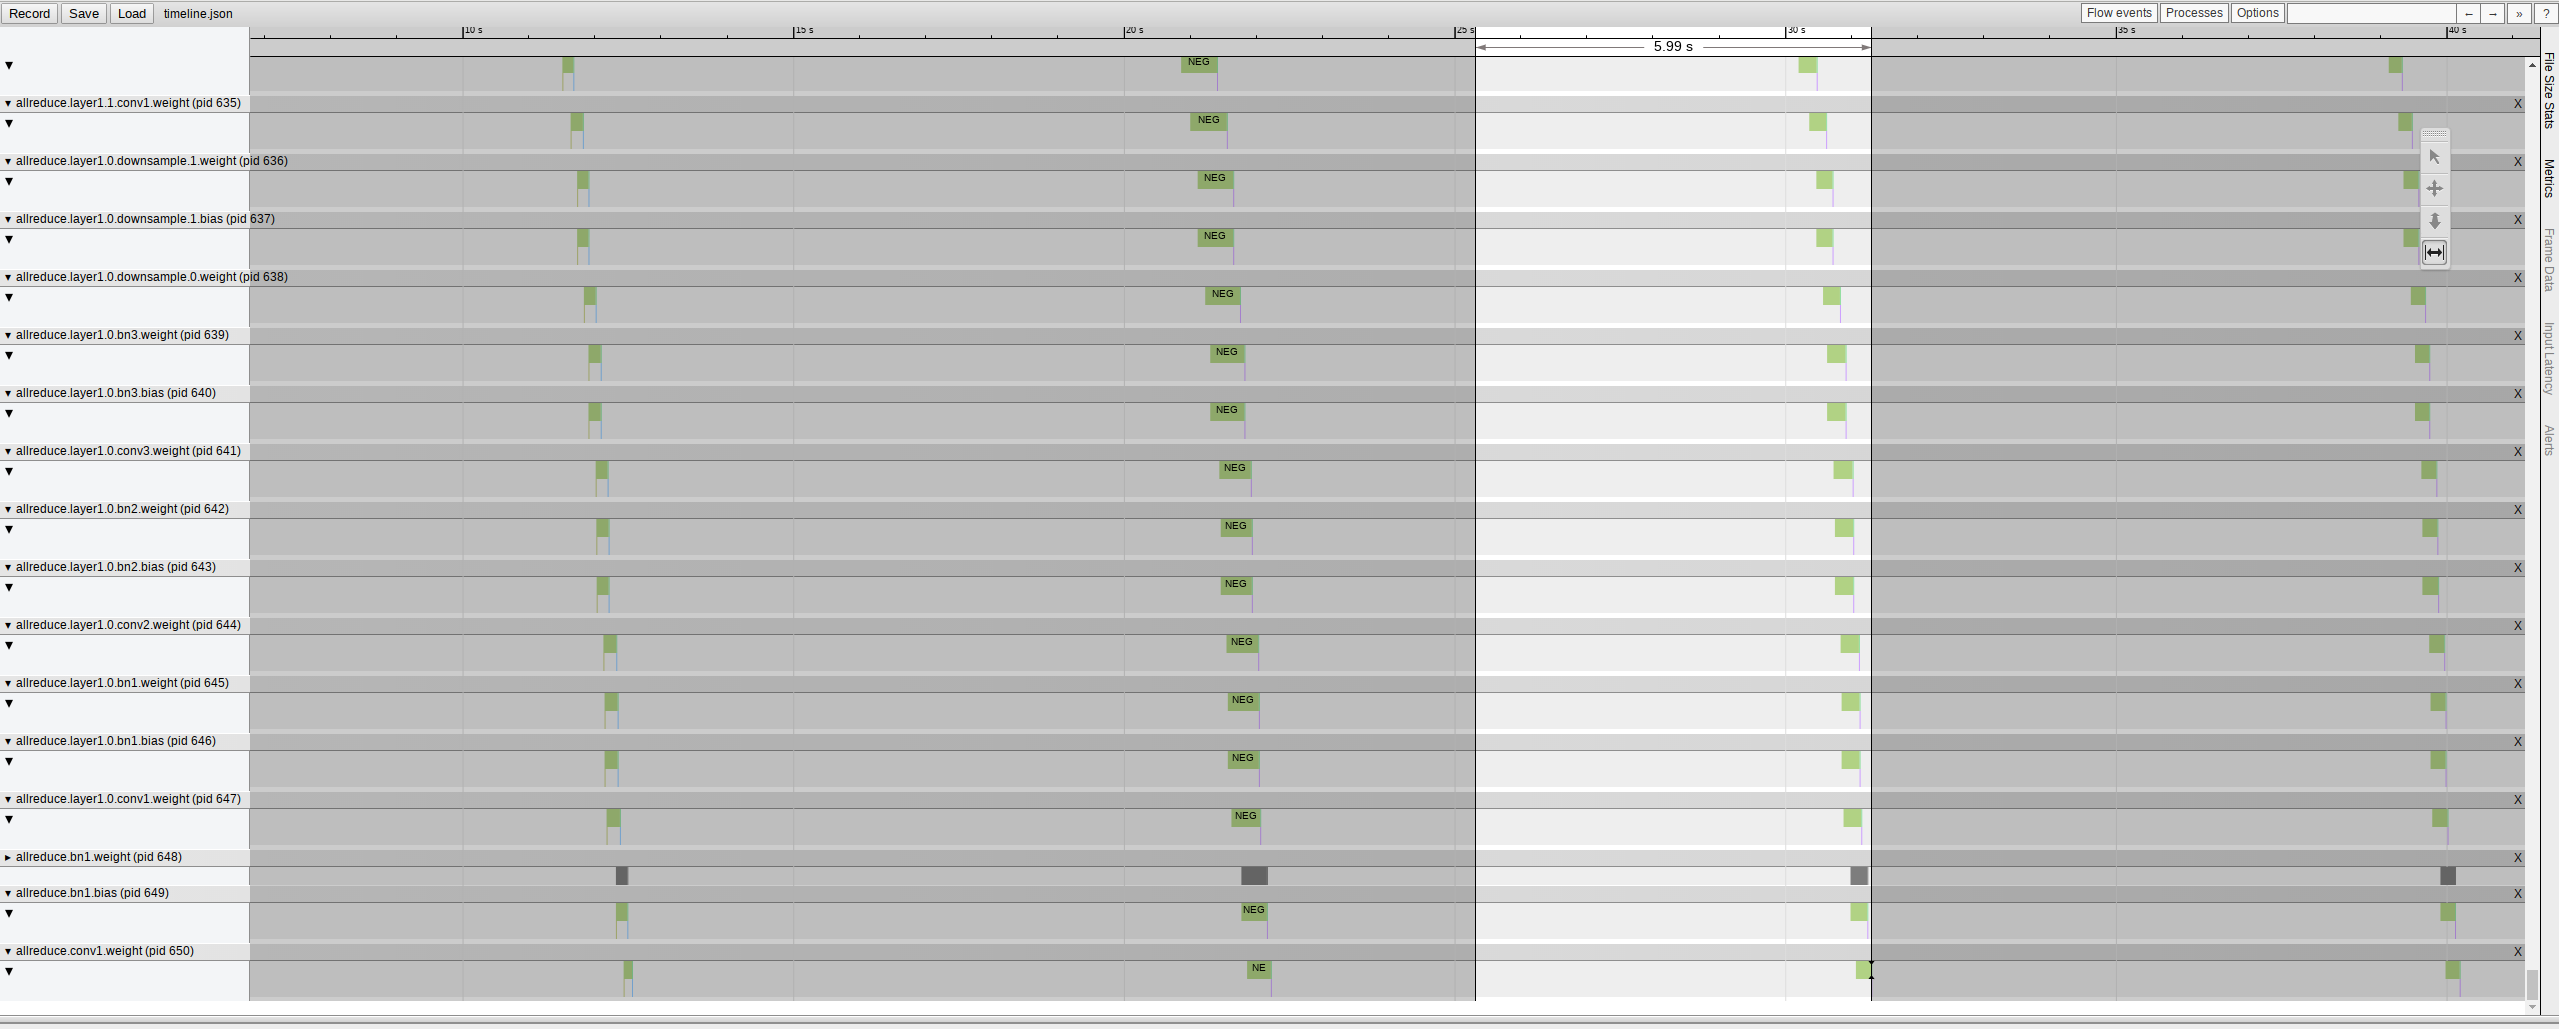 Record Save Load timeline.json Flow events Processes Options ← → » ?
10 s 15 s 20 s 25 s 30 s 35 s 40 s
5.99 s
NEG
allreduce.layer1.1.conv1.weight (pid 635) X
NEG
allreduce.layer1.0.downsample.1.weight (pid 636) X
NEG
allreduce.layer1.0.downsample.1.bias (pid 637) X
NEG
allreduce.layer1.0.downsample.0.weight (pid 638) X
NEG
allreduce.layer1.0.bn3.weight (pid 639) X
NEG
allreduce.layer1.0.bn3.bias (pid 640) X
NEG
allreduce.layer1.0.conv3.weight (pid 641) X
NEG
allreduce.layer1.0.bn2.weight (pid 642) X
NEG
allreduce.layer1.0.bn2.bias (pid 643) X
NEG
allreduce.layer1.0.conv2.weight (pid 644) X
NEG
allreduce.layer1.0.bn1.weight (pid 645) X
NEG
allreduce.layer1.0.bn1.bias (pid 646) X
NEG
allreduce.layer1.0.conv1.weight (pid 647) X
NEG
allreduce.bn1.weight (pid 648) X
allreduce.bn1.bias (pid 649) X
NEG
allreduce.conv1.weight (pid 650) X
NE
File Size Stats
Metrics
Frame Data
Input Latency
Alerts